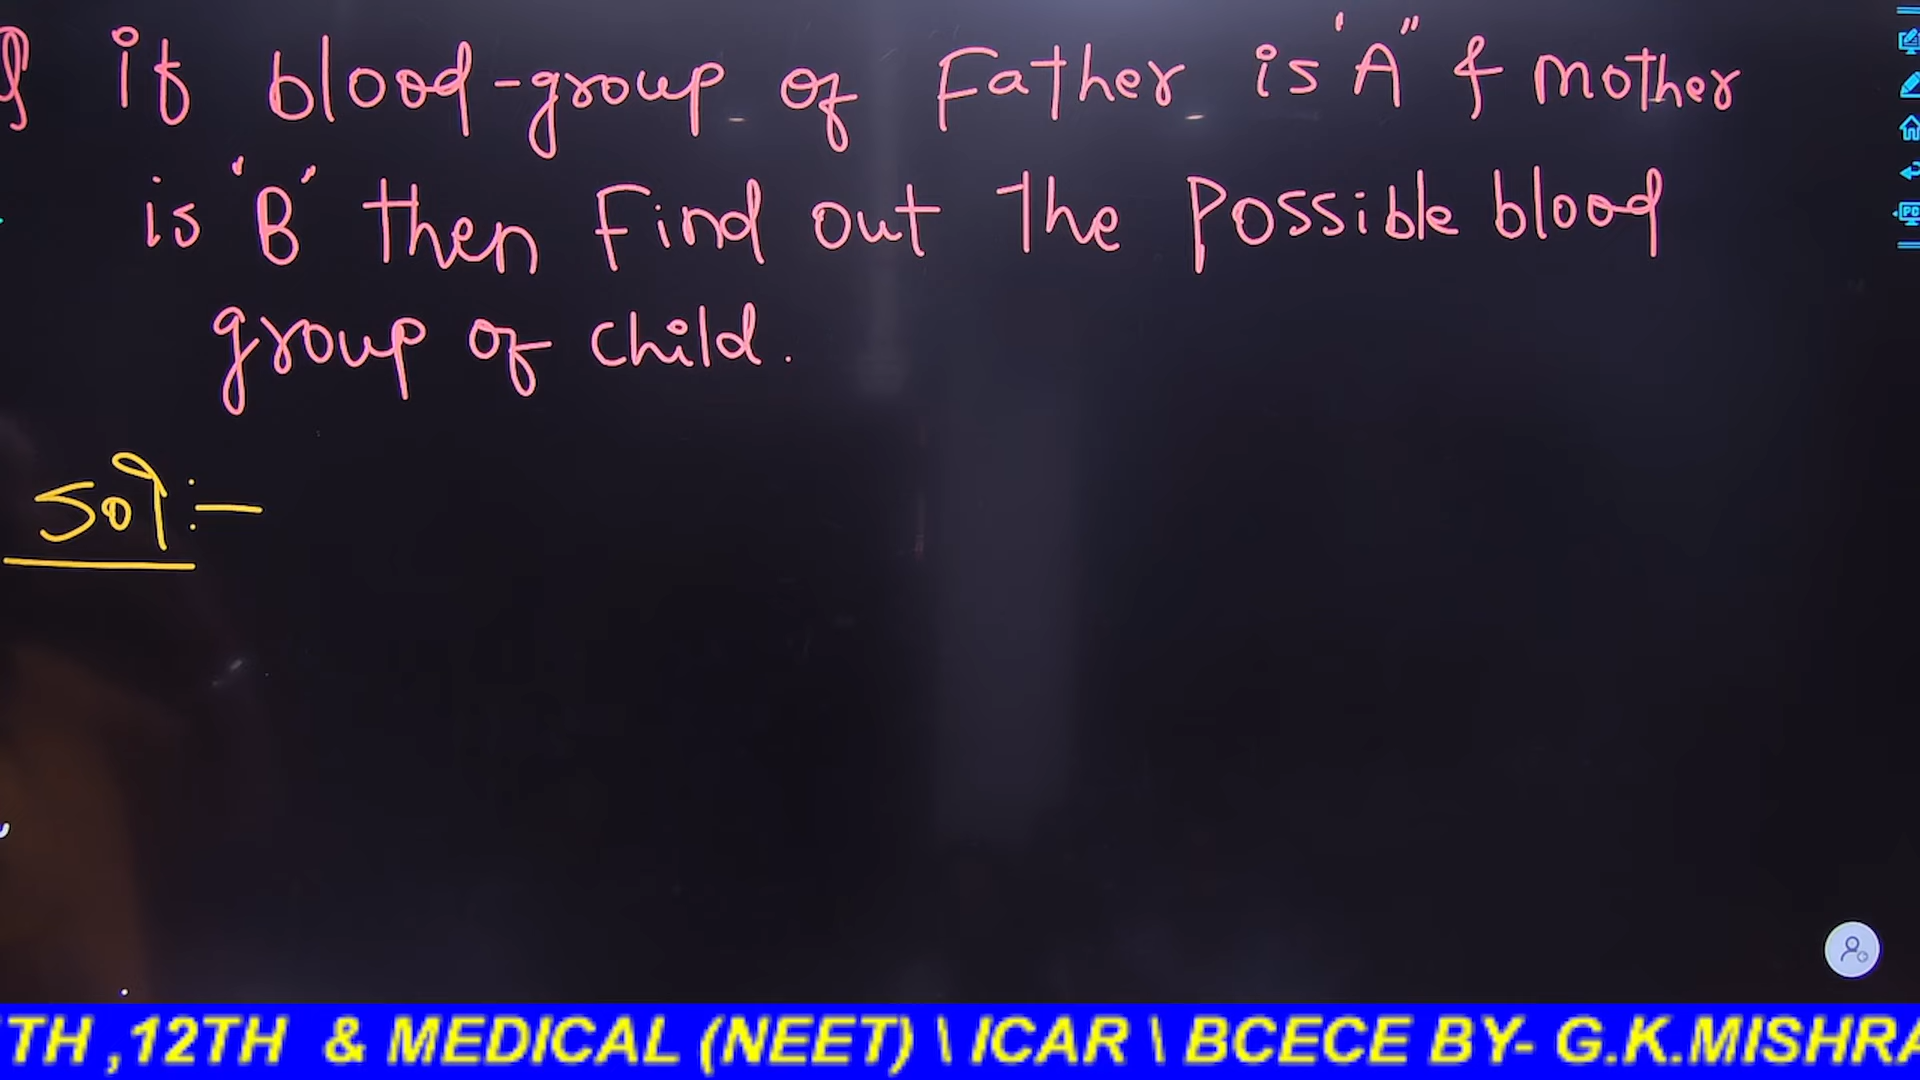 Q if blood-group of Father is "A" & mother
is "B" then Find out The Possible blood
group of child.
Sol:-
TH ,12TH & MEDICAL (NEET) \ ICAR \ BCECE BY- G.K.MISHRA